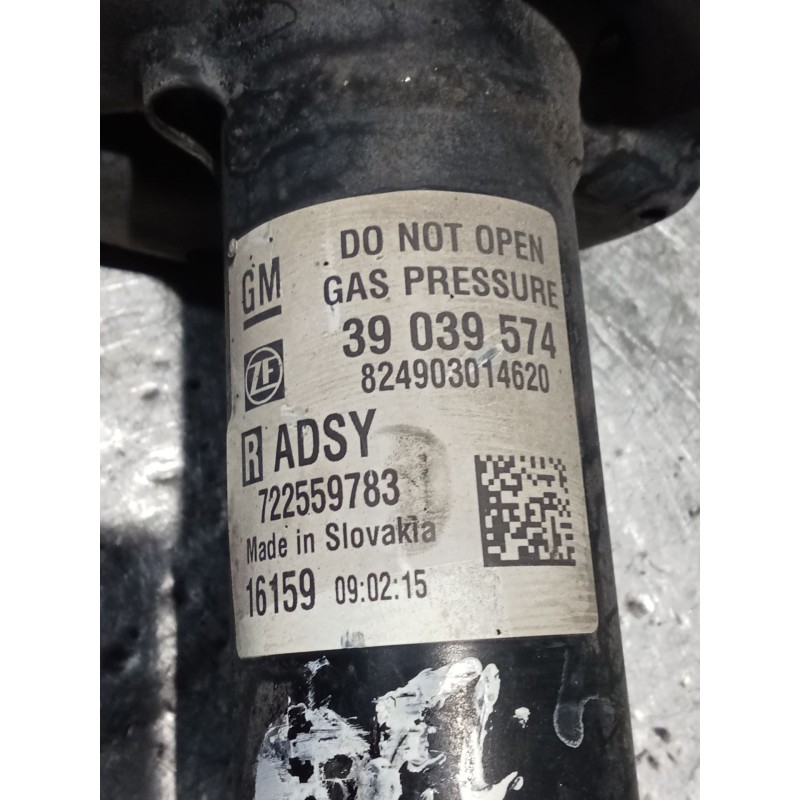 GM
DO NOT OPEN
GAS PRESSURE
39 039 574
ZF
824903014620
R ADSY
722559783
Made in Slovakia
16159 09:02:15